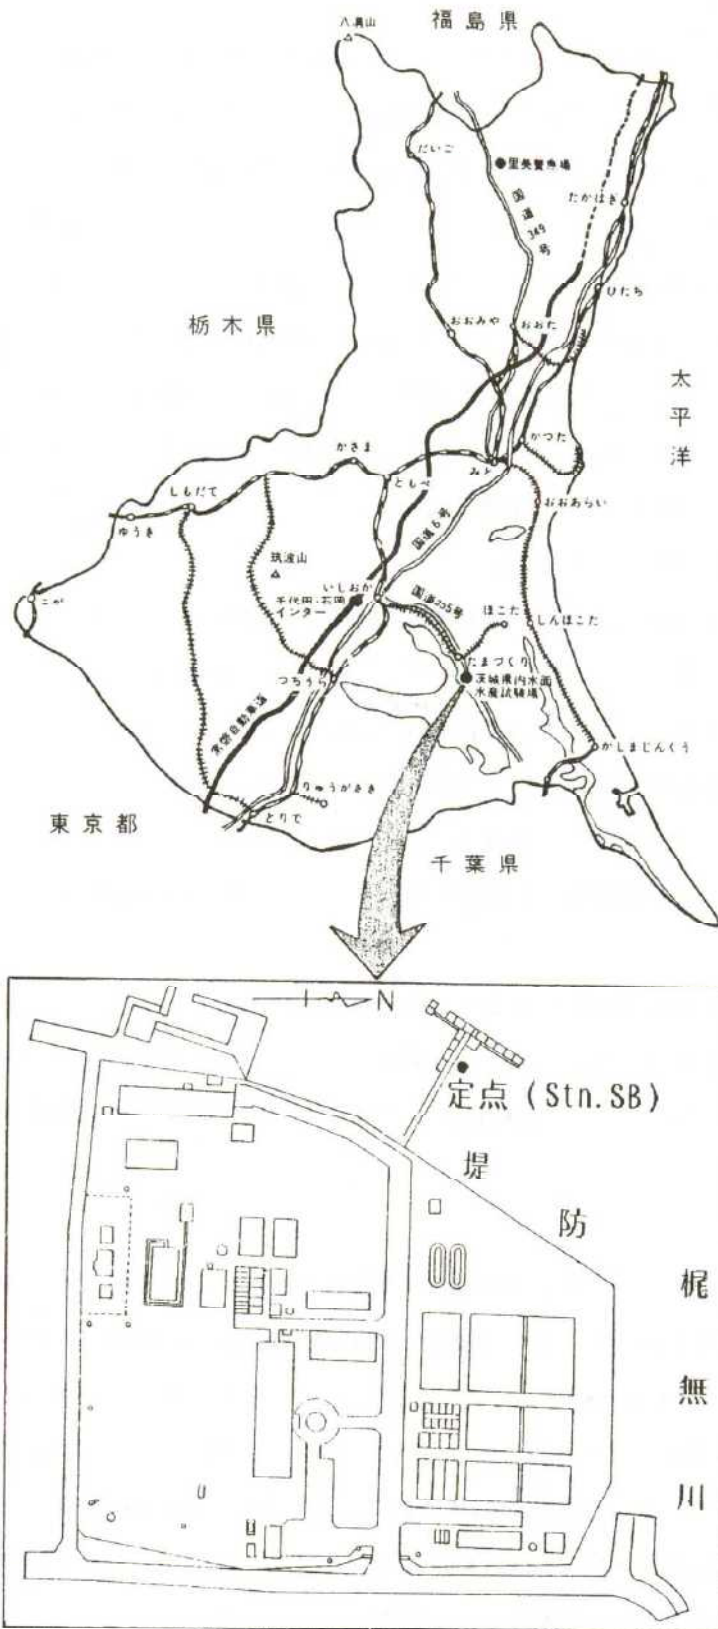 福島県
八溝山
だいご
里美養魚場
国道349号
たかはぎ
ひたち
栃木県
おおみや
おおた
太平洋
かつた
かさま
ともべ
みと
しもだて
ゆうき
おおあらい
国道6号
筑波山
こが
いしおか
千代田・石岡
インター
国道355号
ほこた
しんほこた
たまづくり
つちうら
茨城県内水面
水産試験場
常磐自動車道
かしまじんぐう
りゅうがさき
とりで
東京都
千葉県
N
定点 (Stn.SB)
堤防
梶無川